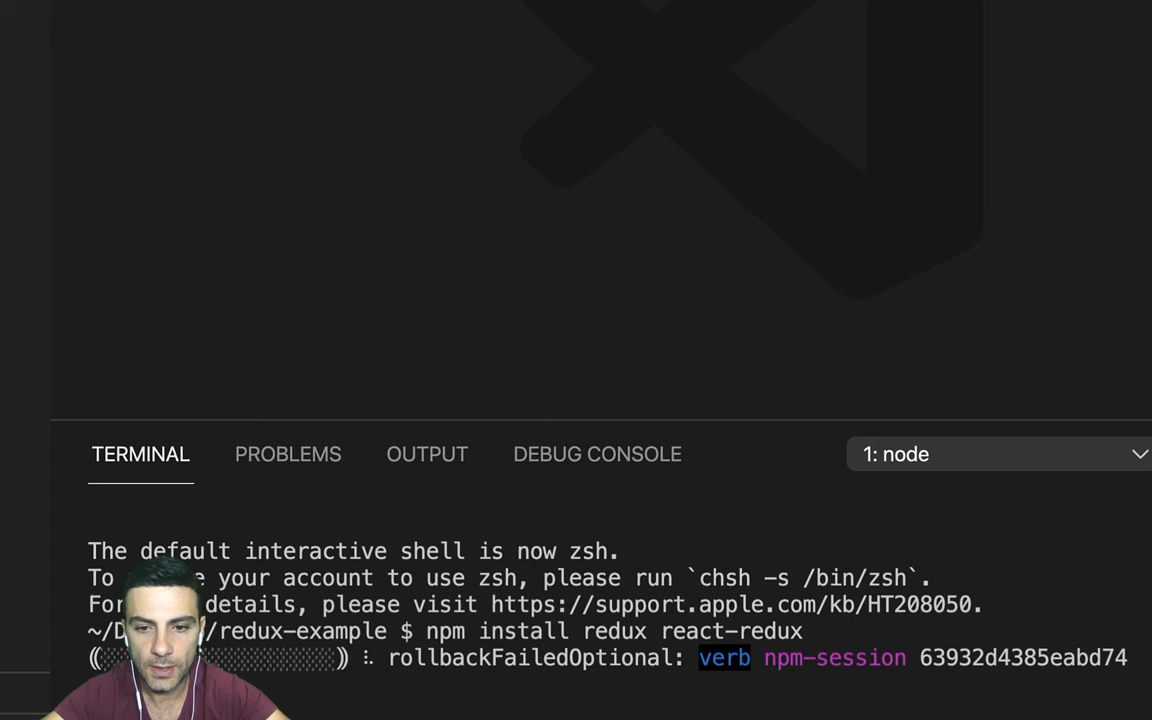 TERMINAL PROBLEMS OUTPUT DEBUG CONSOLE 1: node
The default interactive shell is now zsh.
To your account to use zsh, please run `chsh -s /bin/zsh`.
For details, please visit https://support.apple.com/kb/HT208050.
/redux-example $ npm install redux react-redux
rollbackFailedOptional: verb npm-session 63932d4385eabd74